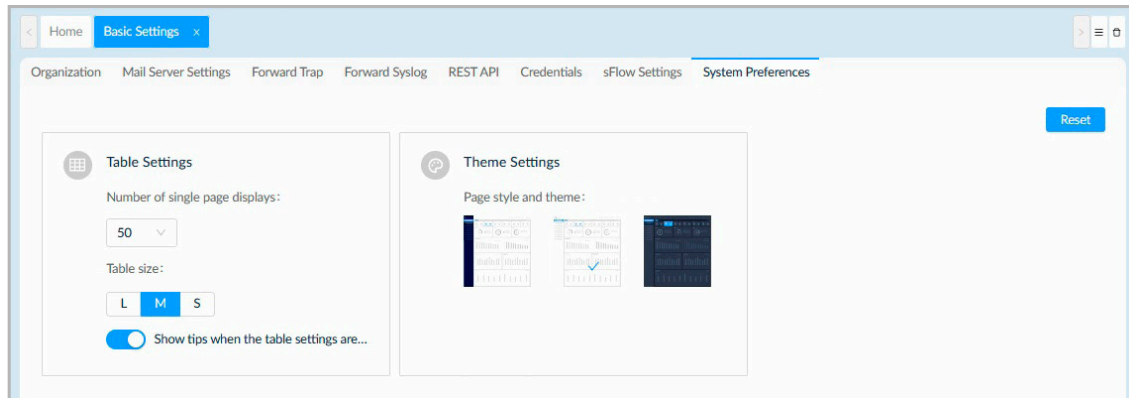 Home Basic Settings x
Organization Mail Server Settings Forward Trap Forward Syslog REST API Credentials sFlow Settings System Preferences
Reset
Table Settings
Number of single page displays:
50
Table size:
L M S
Show tips when the table settings are...
Theme Settings
Page style and theme: